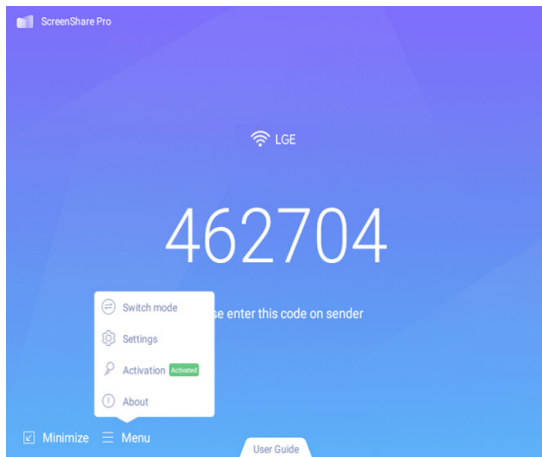 ScreenShare Pro
LGE
462704
se enter this code on sender
Switch mode
Settings
Activation Activated
About
Minimize Menu
User Guide